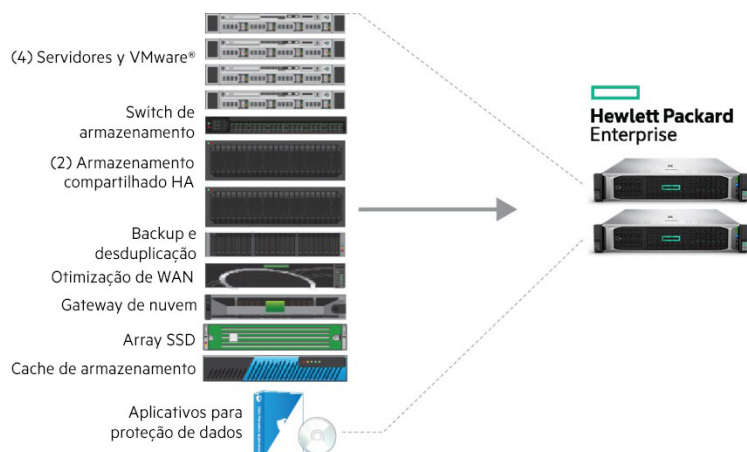 (4) Servidores y VMware®
Switch de
armazenamento
(2) Armazenamento
compartilhado HA
Backup e
desduplicação
Otimização de WAN
Gateway de nuvem
Array SSD
Cache de armazenamento
Aplicativos para
proteção de dados
Hewlett Packard
Enterprise